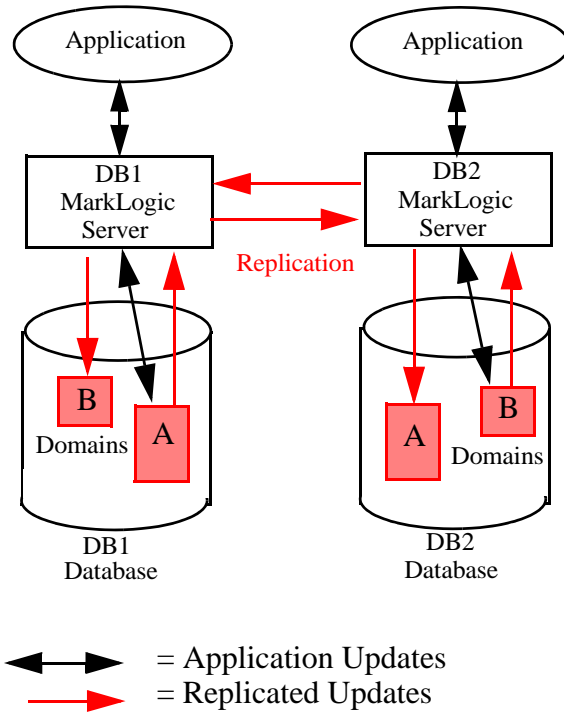 Application
Application
DB1
MarkLogic
Server
DB2
MarkLogic
Server
Replication
B
A
Domains
A
B
Domains
DB1
Database
DB2
Database
= Application Updates
= Replicated Updates